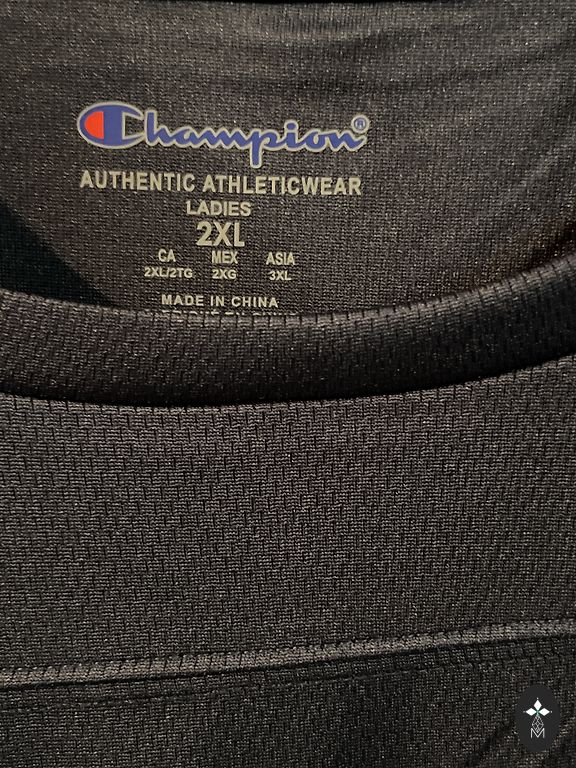 Champion®
AUTHENTIC ATHLETICWEAR
LADIES
2XL
CA MEX ASIA
2XL/2TG 2XG 3XL
MADE IN CHINA
M